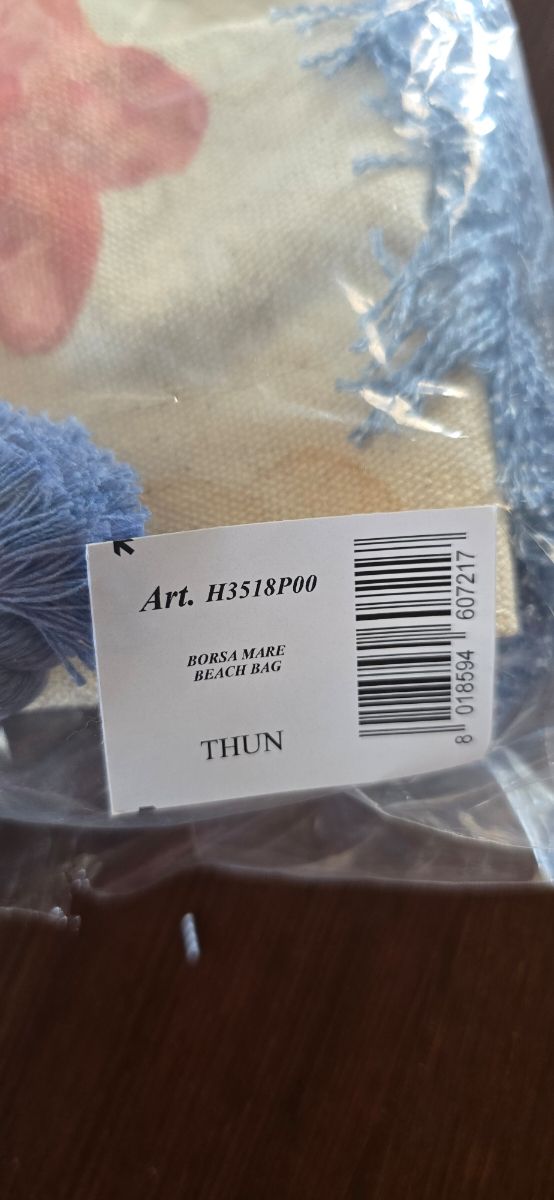 Art. H3518P00
BORSA MARE
BEACH BAG
THUN
8 018594 607217